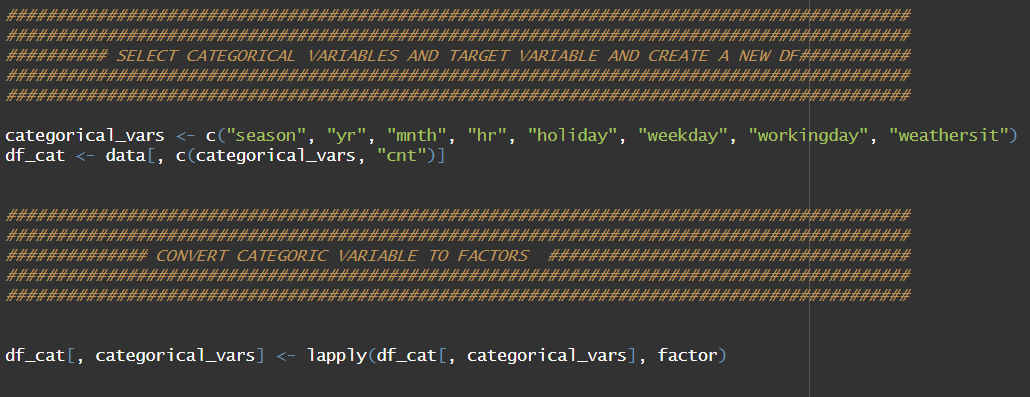 ##########################################################################################
##########################################################################################
########## SELECT CATEGORICAL VARIABLES AND TARGET VARIABLE AND CREATE A NEW DF###########
##########################################################################################
##########################################################################################
categorical_vars <- c("season", "yr", "mnth", "hr", "holiday", "weekday", "workingday", "weathersit")
df_cat <- data[, c(categorical_vars, "cnt")]
##########################################################################################
##########################################################################################
############## CONVERT CATEGORIC VARIABLE TO FACTORS  ####################################
##########################################################################################
##########################################################################################
df_cat[, categorical_vars] <- lapply(df_cat[, categorical_vars], factor)